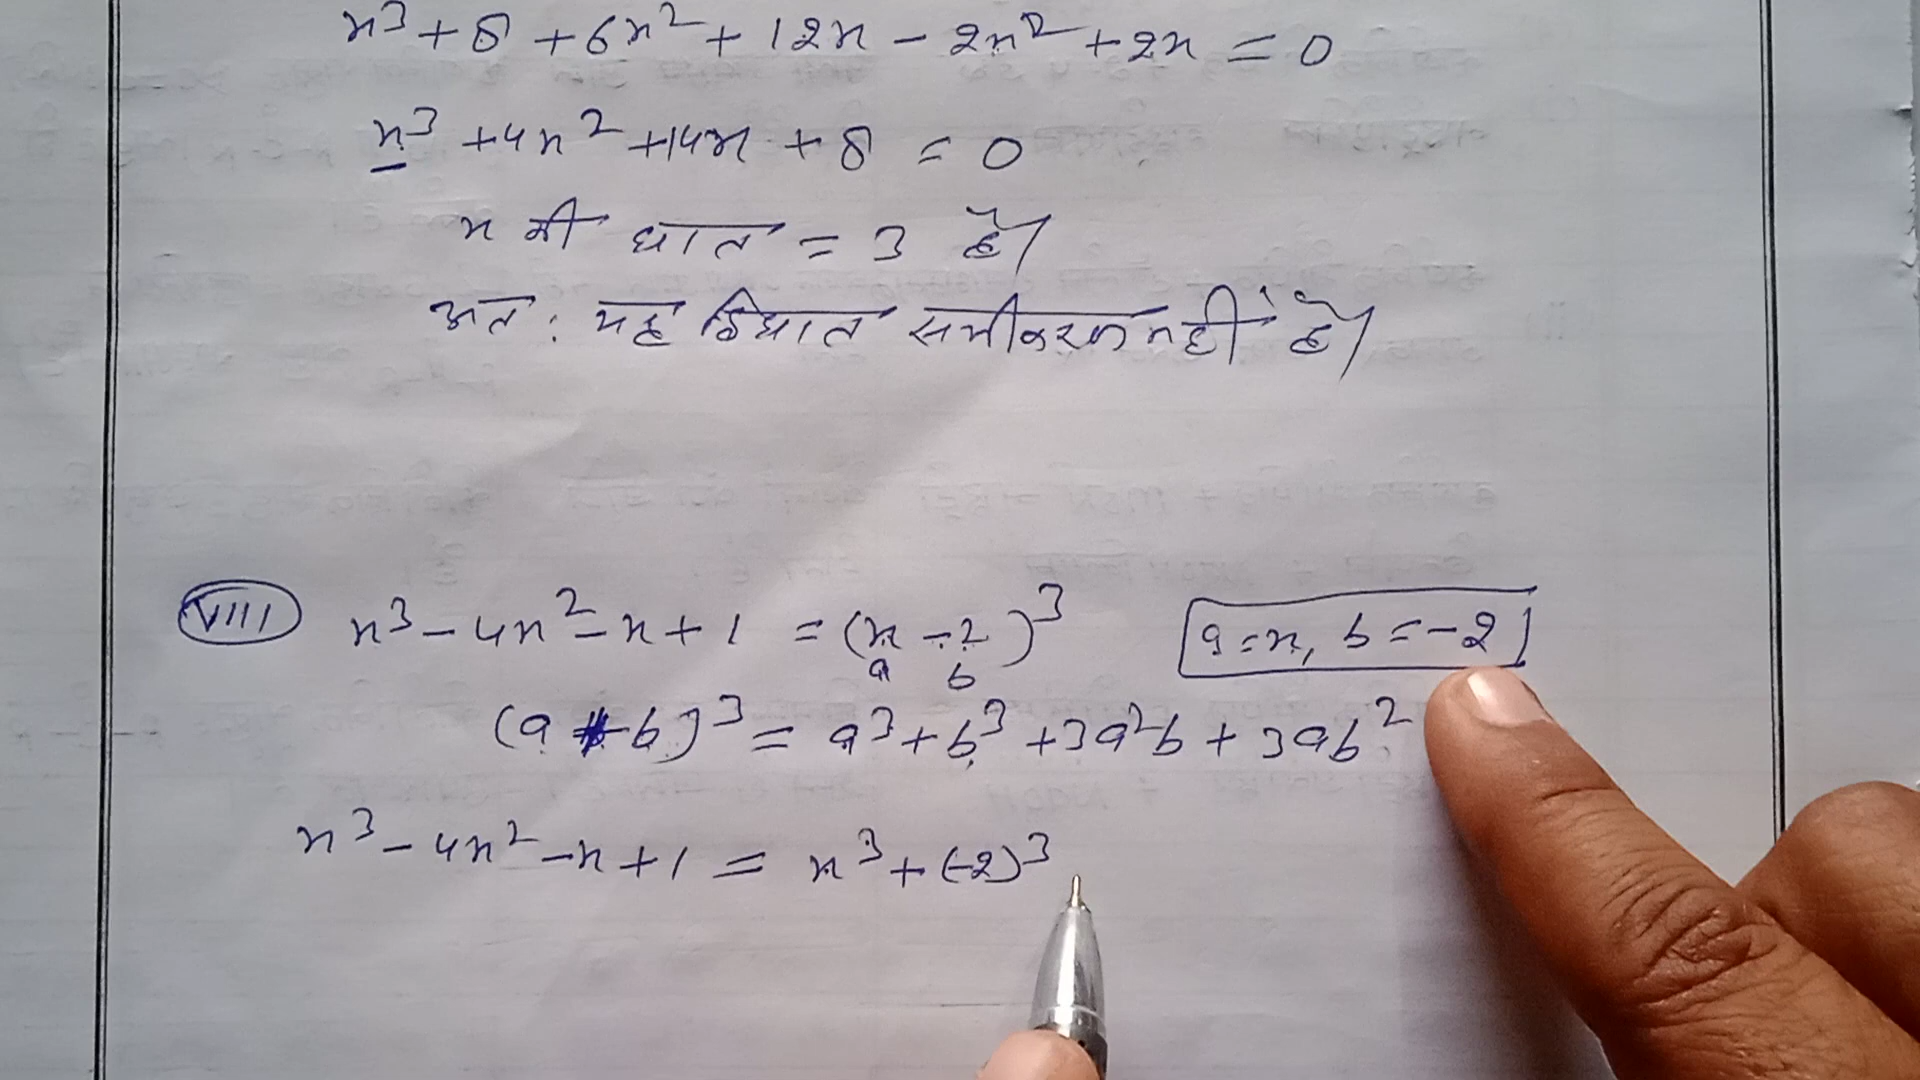 x³ + 8 + 6x² + 12x - 2x² + 2x = 0
x³ + 4x² + 14x + 8 = 0
x की घात = 3 है।
अत: यह द्विघात समीकरण नहीं है।
(VIII) x³ - 4x² - x + 1 = (x - 2)³ a = x, b = -2
a b
(a + b)³ = a³ + b³ + 3a²b + 3ab²
x³ - 4x² - x + 1 = x³ + (-2)³